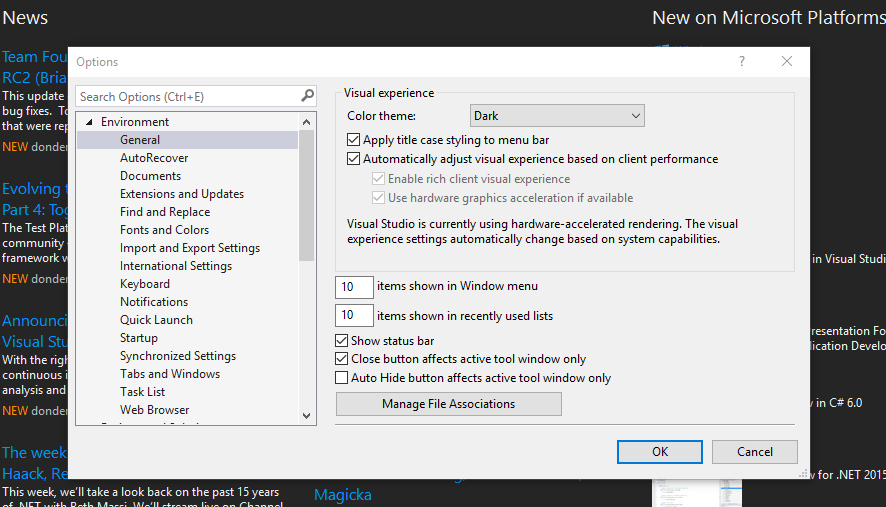 News
New on Microsoft Platforms
Team Fou
RC2 (Bria
This update
bug fixes. To
that were rep
NEW donder
Evolving t
Part 4: Tog
The Test Plat
community
framework w
NEW donder
Announci
Visual Stu
With the righ
continuous i
analysis and
NEW donder
The week
Haack, Re
This week, we'll take a look back on the past 15 years
of .NET with Beth Massi. We'll stream live on Channel
Options
?
Search Options (Ctrl+E)
Environment
General
AutoRecover
Documents
Extensions and Updates
Find and Replace
Fonts and Colors
Import and Export Settings
International Settings
Keyboard
Notifications
Quick Launch
Startup
Synchronized Settings
Tabs and Windows
Task List
Web Browser
Visual experience
Color theme: Dark
Apply title case styling to menu bar
Automatically adjust visual experience based on client performance
Enable rich client visual experience
Use hardware graphics acceleration if available
Visual Studio is currently using hardware-accelerated rendering. The visual
experience settings automatically change based on system capabilities.
10 items shown in Window menu
10 items shown in recently used lists
Show status bar
Close button affects active tool window only
Auto Hide button affects active tool window only
Manage File Associations
OK
Cancel
Magicka
in Visual Studi
resentation Fo
lication Develo
in C# 6.0
w for .NET 2015